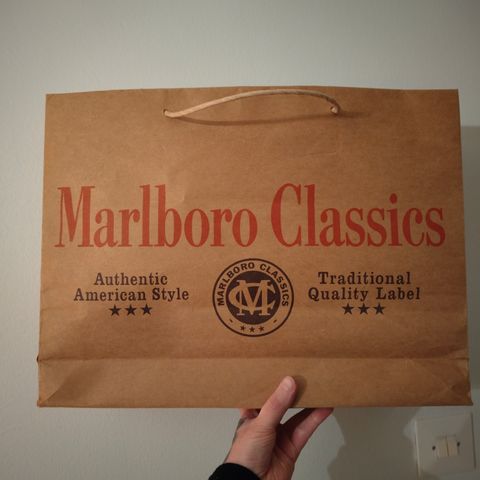 Marlboro Classics
Authentic
American Style
★★★
MARLBORO CLASSICS
MC
★★★
Traditional
Quality Label
★★★